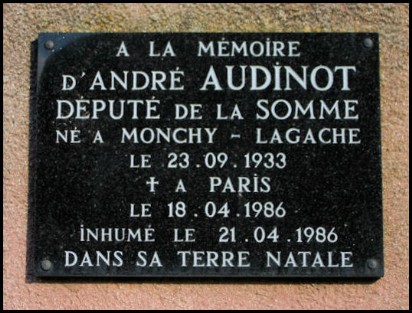 A LA MÉMOIRE
D'ANDRÉ AUDINOT
DÉPUTÉ DE LA SOMME
NÉ A MONCHY - LAGACHE
LE 23.09.1933
✝ A PARIS
LE 18.04.1986
INHUMÉ LE 21.04.1986
DANS SA TERRE NATALE